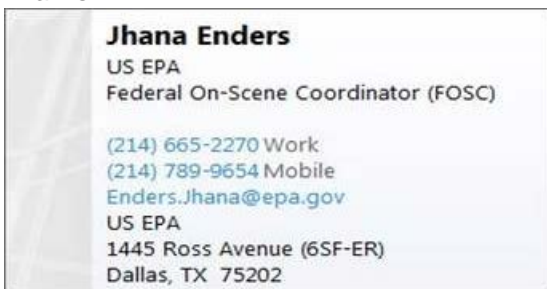 Jhana Enders
US EPA
Federal On-Scene Coordinator (FOSC)
(214) 665-2270 Work
(214) 789-9654 Mobile
Enders.Jhana@epa.gov
US EPA
1445 Ross Avenue (6SF-ER)
Dallas, TX 75202